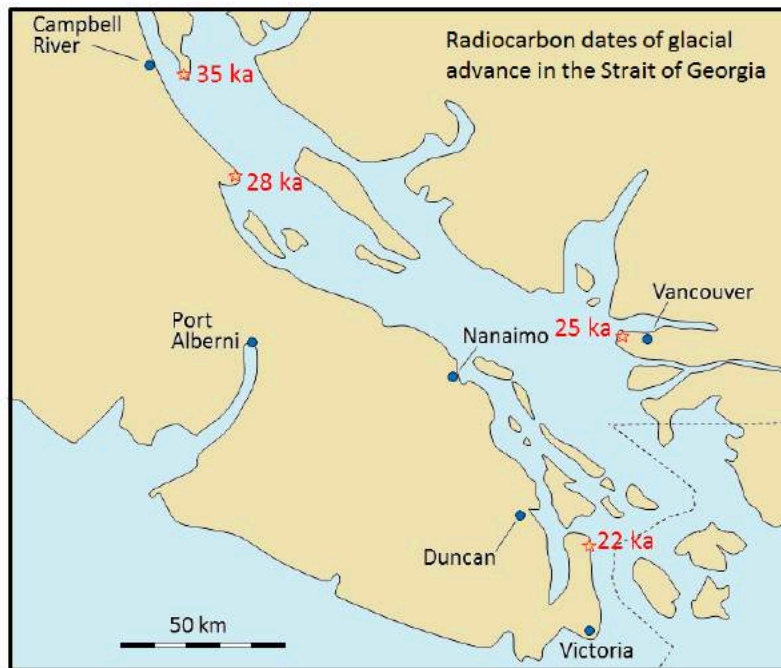 Campbell
River
Radiocarbon dates of glacial
advance in the Strait of Georgia
35 ka
28 ka
Vancouver
25 ka
Port
Alberni
Nanaimo
22 ka
Duncan
50 km
Victoria